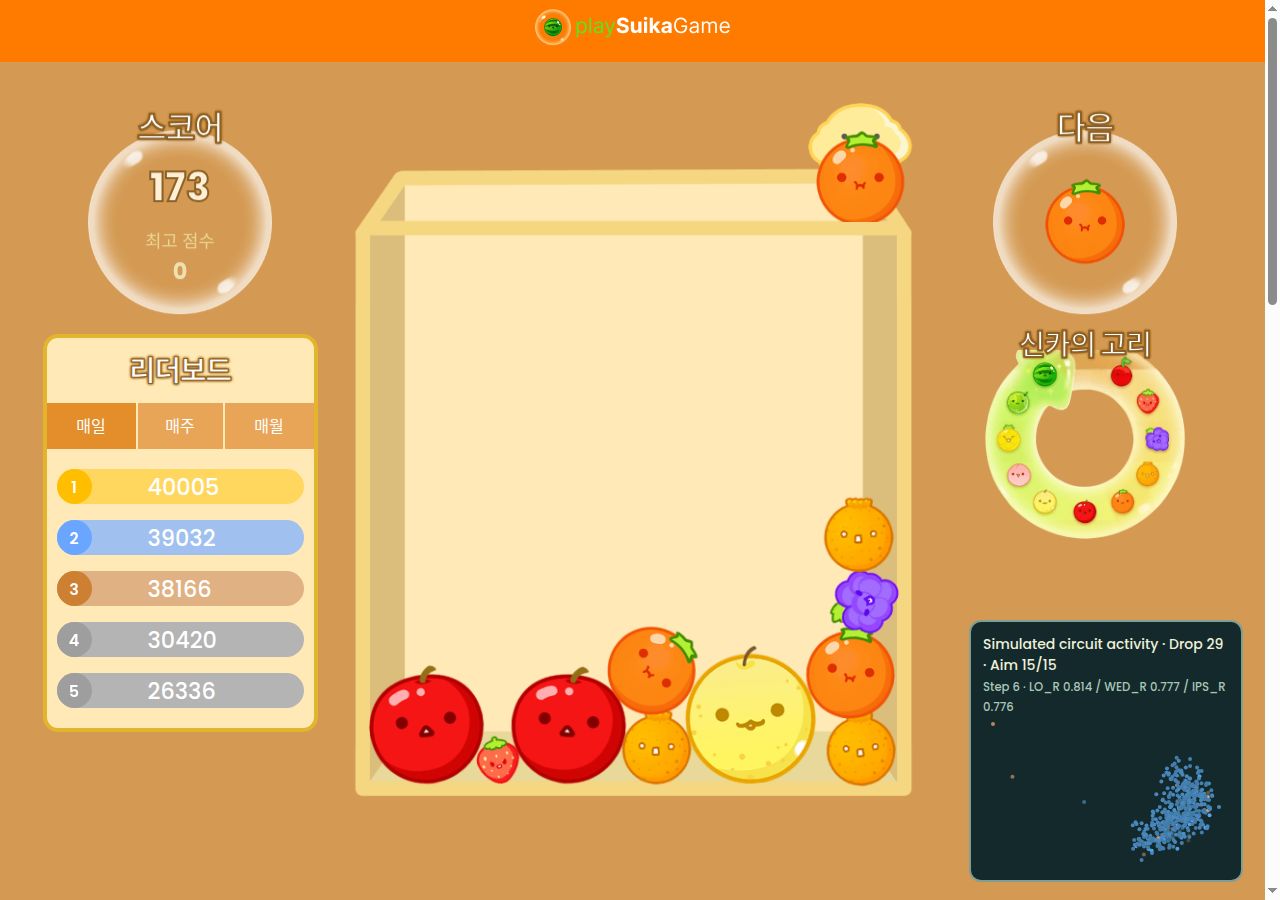 playSuikaGame
스코어
173
최고 점수
0
다음
리더보드
매일 매주 매월
1 40005
2 39032
3 38166
4 30420
5 26336
신카의 고리
Simulated circuit activity · Drop 29
· Aim 15/15
Step 6 · LO_R 0.814 / WED_R 0.777 / IPS_R
0.776